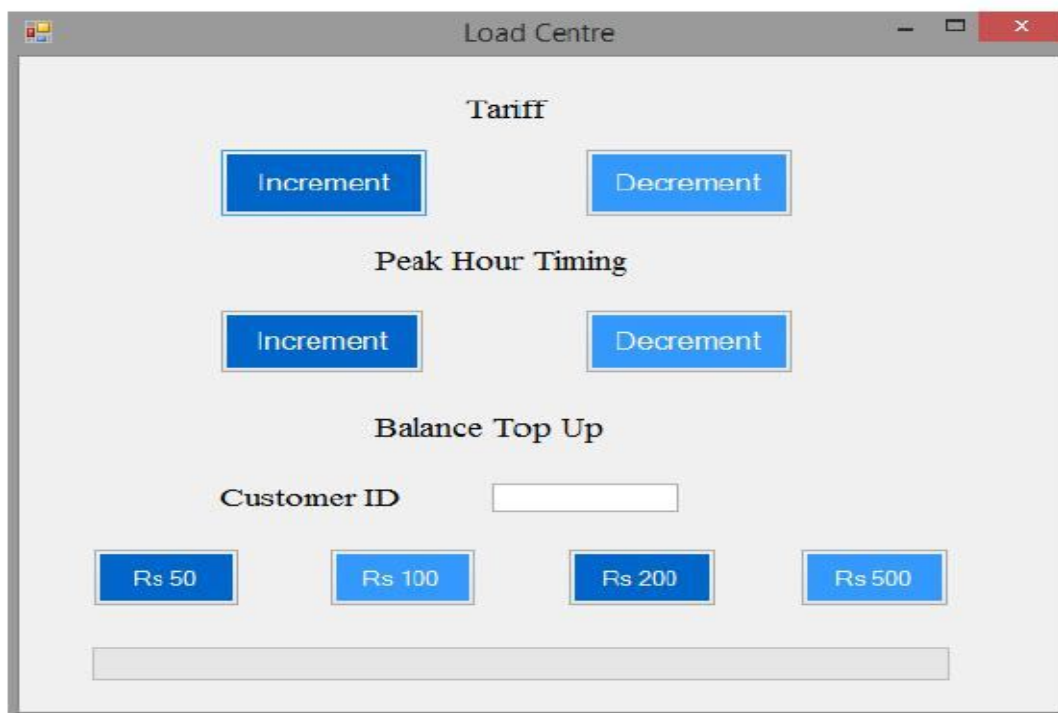 Load Centre
Tariff
Increment Decrement
Peak Hour Timing
Increment Decrement
Balance Top Up
Customer ID
Rs 50 Rs 100 Rs 200 Rs 500